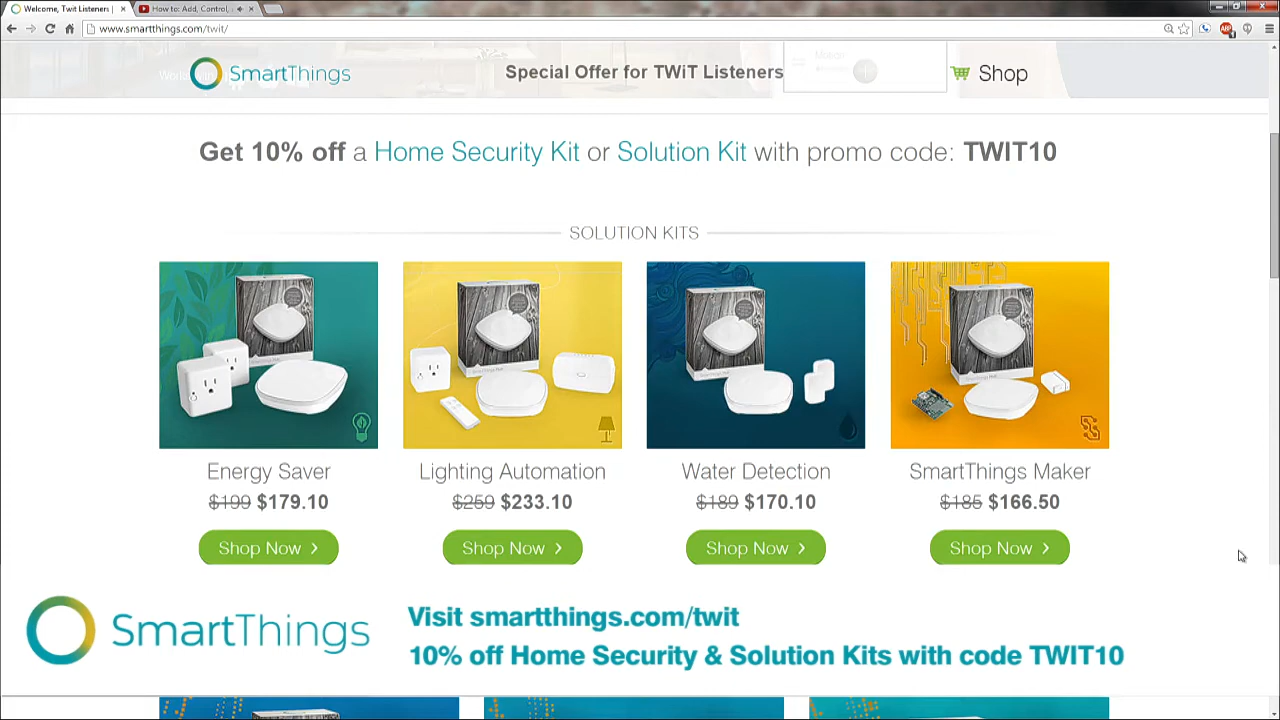 Welcome, Twit Listeners |
How to: Add, Control,
www.smartthings.com/twit/
SmartThings
Special Offer for TWiT Listeners
Shop
Get 10% off a Home Security Kit or Solution Kit with promo code: TWIT10
SOLUTION KITS
Energy Saver
$199 $179.10
Shop Now
Lighting Automation
$259 $233.10
Shop Now
Water Detection
$189 $170.10
Shop Now
SmartThings Maker
$185 $166.50
Shop Now
SmartThings
Visit smartthings.com/twit
10% off Home Security & Solution Kits with code TWIT10